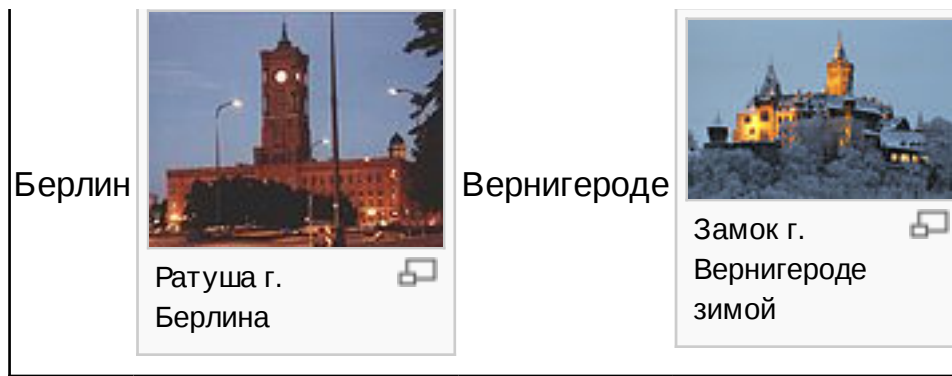 Берлин
Ратуша г.
Берлина
Вернигероде
Замок г.
Вернигероде
зимой